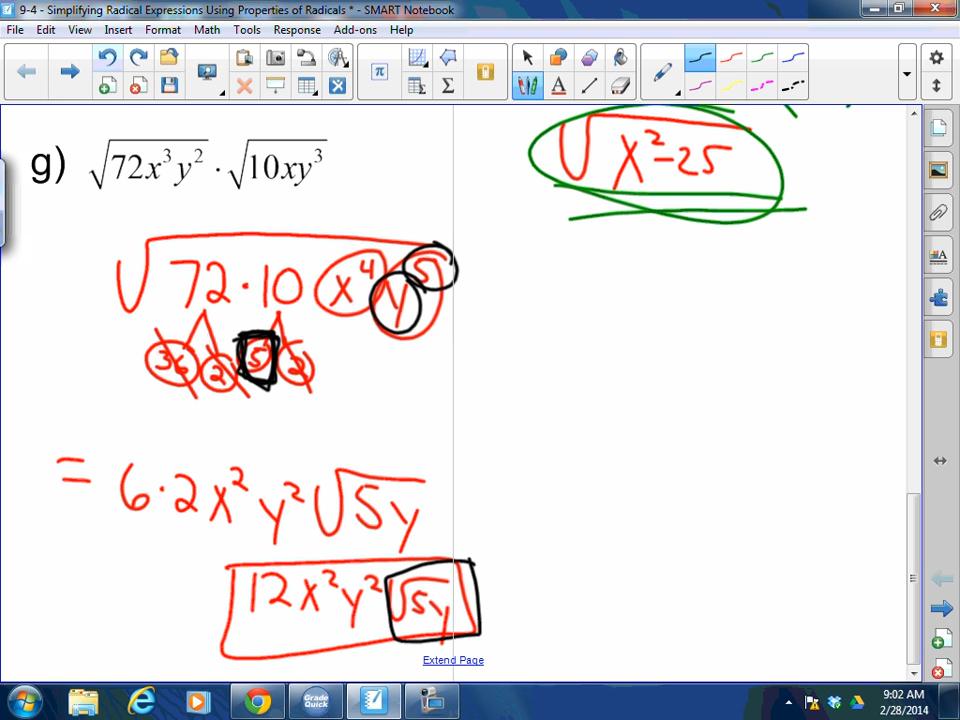 9-4 - Simplifying Radical Expressions Using Properties of Radicals * - SMART Notebook
File Edit View Insert Format Math Tools Response Add-ons Help
√x²-25
g) √72x³y² · √10xy³
√72·10 x⁴ y⁵
36 2 5 2
= 6·2x²y²√5y
12x²y²√5y
Extend Page
Grade Quick
9:02 AM
2/28/2014